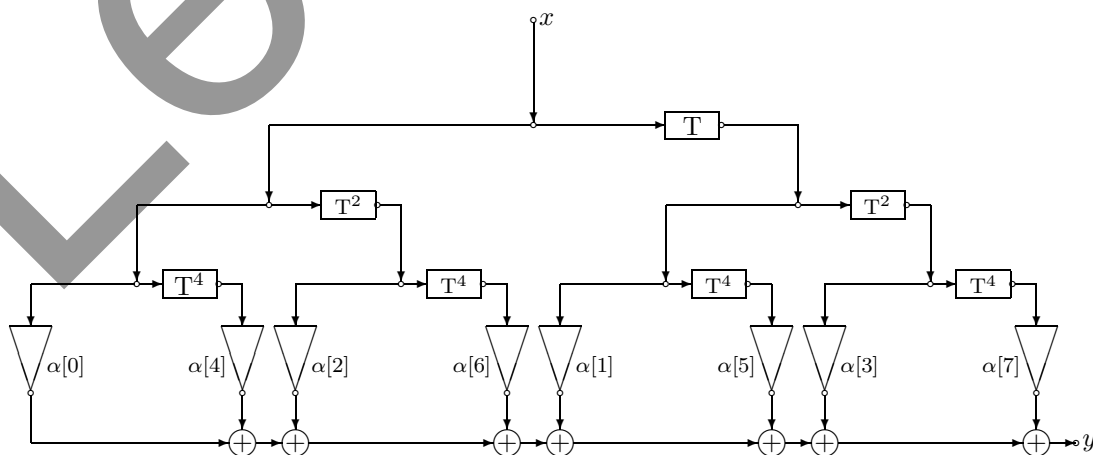 x
T
T² T²
T⁴ T⁴ T⁴ T⁴
α[0] α[4] α[2] α[6] α[1] α[5] α[3] α[7]
+ + + + + + + y